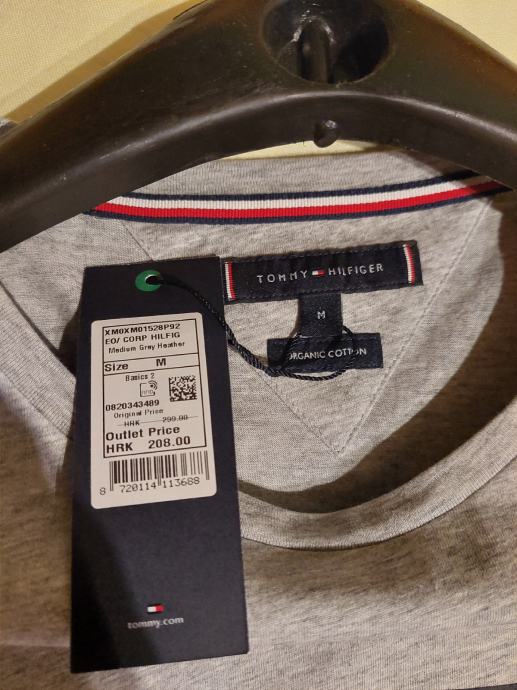 TOMMY HILFIGER
M
ORGANIC COTTON
XM0XM01528P92
EO/ CORP HILFIG
Medium Grey Heather
Size M
Basics 2
0820343489
Original Price
HRK 299.00
Outlet Price
HRK 208.00
8 720114 113688
tommy.com